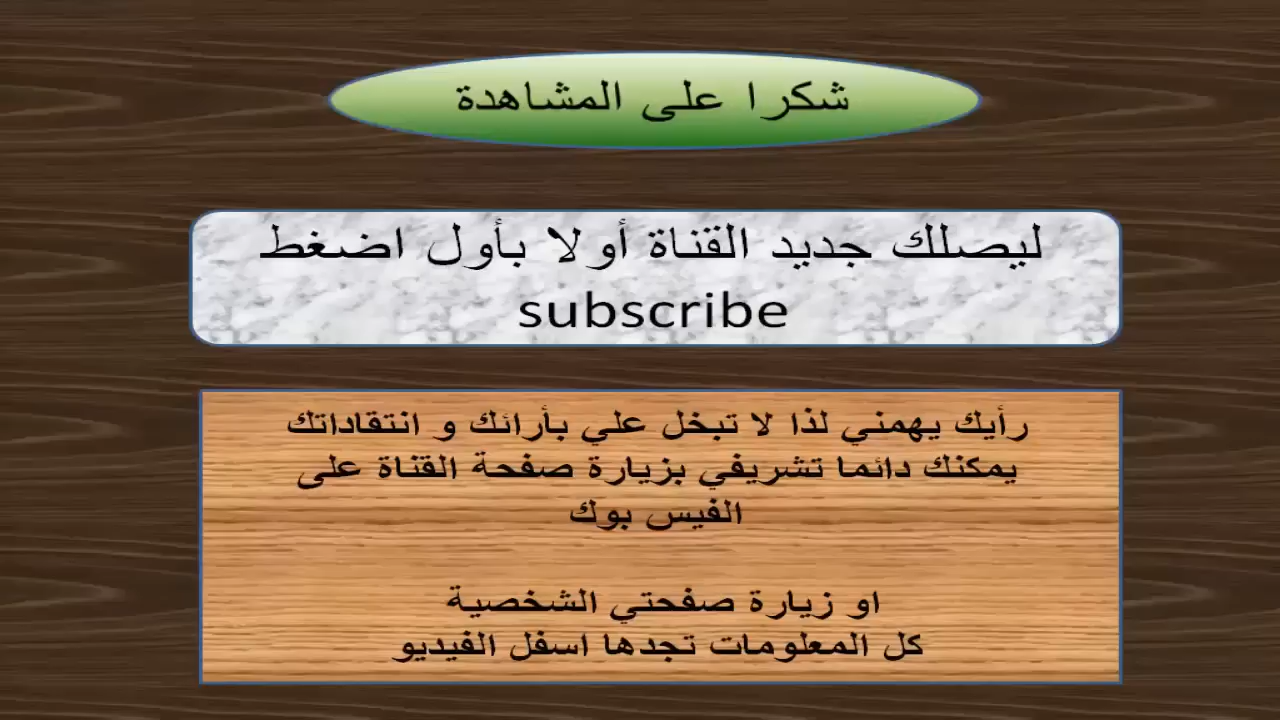 شكرا على المشاهدة
ليصلك جديد القناة أولا بأول اضغط
subscribe
رأيك يهمني لذا لا تبخل علي بأرائك و انتقاداتك
يمكنك دائما تشريفي بزيارة صفحة القناة على
الفيس بوك
او زيارة صفحتي الشخصية
كل المعلومات تجدها اسفل الفيديو